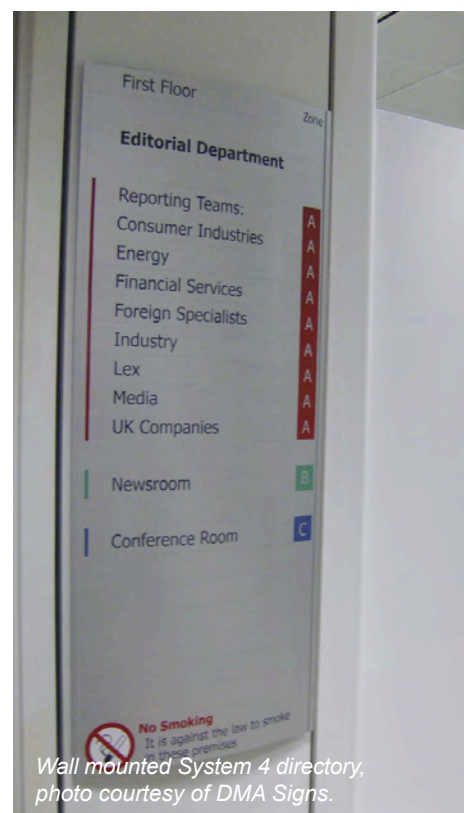 First Floor
Zone
Editorial Department
Reporting Teams: A
Consumer Industries A
Energy A
Financial Services A
Foreign Specialists A
Industry A
Lex A
Media A
UK Companies A
Newsroom B
Conference Room C
No Smoking
It is against the law to smoke
in these premises
Wall mounted System 4 directory,
photo courtesy of DMA Signs.